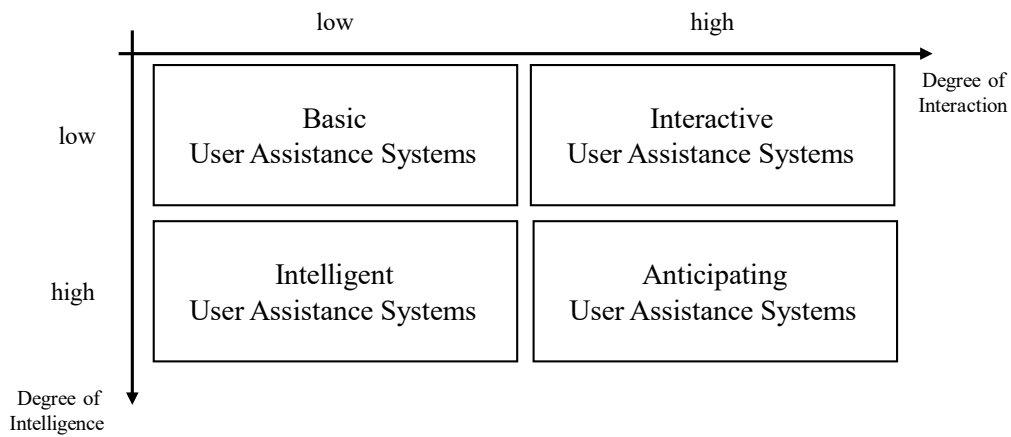 low
high
Degree of
Interaction
low
Basic
User Assistance Systems
Interactive
User Assistance Systems
high
Intelligent
User Assistance Systems
Anticipating
User Assistance Systems
Degree of
Intelligence